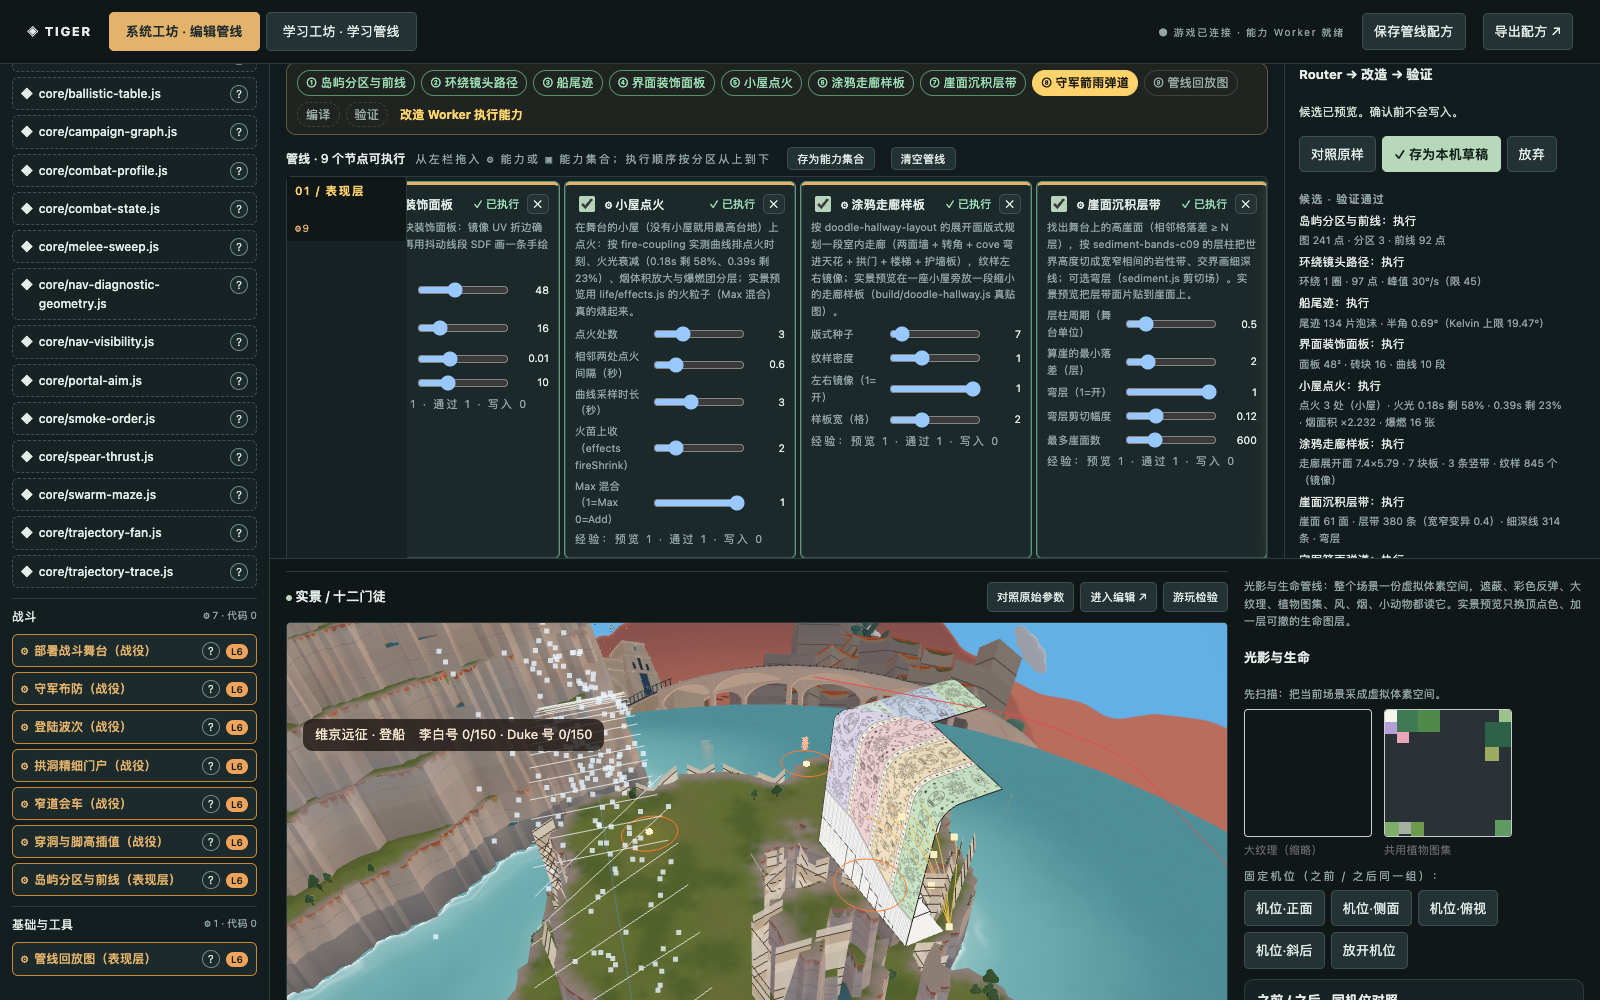 ◈ TIGER
系统工坊 · 编辑管线
学习工坊 · 学习管线
游戏已连接 · 能力 Worker 就绪
保存管线配方
导出配方 ↗
◆ core/ballistic-table.js ?
◆ core/campaign-graph.js ?
◆ core/combat-profile.js ?
◆ core/combat-state.js ?
◆ core/melee-sweep.js ?
◆ core/nav-diagnostic-
geometry.js ?
◆ core/nav-visibility.js ?
◆ core/portal-aim.js ?
◆ core/smoke-order.js ?
◆ core/spear-thrust.js ?
◆ core/swarm-maze.js ?
◆ core/trajectory-fan.js ?
◆ core/trajectory-trace.js ?
战斗 ⚙ 7 · 代码 0
⚙ 部署战斗舞台（战役） ? L6
⚙ 守军布防（战役） ? L6
⚙ 登陆波次（战役） ? L6
⚙ 拱洞精细门户（战役） ? L6
⚙ 窄道会车（战役） ? L6
⚙ 穿洞与脚高插值（战役） ? L6
⚙ 岛屿分区与前线（表现层） ? L6
基础与工具 ⚙ 1 · 代码 0
⚙ 管线回放图（表现层） ? L6
① 岛屿分区与前线
② 环绕镜头路径
③ 船尾迹
④ 界面装饰面板
⑤ 小屋点火
⑥ 涂鸦走廊样板
⑦ 崖面沉积层带
⑧ 守军箭雨弹道
⑨ 管线回放图
编译
验证
改造 Worker 执行能力
管线 · 9 个节点可执行
从左栏拖入 ⚙ 能力或 ▣ 能力集合；执行顺序按分区从上到下
存为能力集合
清空管线
01 / 表现层
⚙9
装饰面板 ✓ 已执行 ✕
装饰面板：镜像 UV 折边确
用抖动线段 SDF 画一条手绘
48
16
0.01
10
1 · 通过 1 · 写入 0
⚙ 小屋点火 ✓ 已执行 ✕
在舞台的小屋（没有小屋就用最高台地）上
点火：按 fire-coupling 实测曲线排点火时
刻、火光衰减（0.18s 剩 58%、0.39s 剩
23%）、烟体积放大与爆燃团分层；实景预
览用 life/effects.js 的火粒子（Max 混合）
真的烧起来。
点火处数 3
相邻两处点火
间隔（秒） 0.6
曲线采样时长
（秒） 3
火苗上收
（effects
fireShrink） 2
Max 混合
（1=Max
0=Add） 1
经验：预览 1 · 通过 1 · 写入 0
⚙ 涂鸦走廊样板 ✓ 已执行 ✕
按 doodle-hallway-layout 的展开面版式规
划一段室内走廊（两面墙 + 转角 + cove 弯
进天花 + 拱门 + 楼梯 + 护墙板），纹样左
右镜像；实景预览在一座小屋旁放一段缩小
的走廊样板（build/doodle-hallway.js 真贴
图）。
版式种子 7
纹样密度 1
左右镜像（1=
开） 1
样板宽（格） 2
经验：预览 1 · 通过 1 · 写入 0
⚙ 崖面沉积层带 ✓ 已执行 ✕
找出舞台上的高崖面（相邻格落差 ≥ N
层），按 sediment-bands-c09 的层柱把世
界高度切成宽窄相间的岩性带、交界画细深
线；可选弯层（sediment.js 剪切场）。实
景预览把层带面片贴到崖面上。
层柱周期（舞
台单位） 0.5
算崖的最小落
差（层） 2
弯层（1=开） 1
弯层剪切幅度 0.12
最多崖面数 600
经验：预览 1 · 通过 1 · 写入 0
Router → 改造 → 验证
候选已预览。确认前不会写入。
对照原样
✓ 存为本机草稿
放弃
候选 · 验证通过
岛屿分区与前线：执行
图 241 点 · 分区 3 · 前线 92 点
环绕镜头路径：执行
环绕 1 圈 · 97 点 · 峰值 30°/s（限 45）
船尾迹：执行
尾迹 134 片泡沫 · 半角 0.69°（Kelvin 上限 19.47°）
界面装饰面板：执行
面板 48² · 砖块 16 · 曲线 10 段
小屋点火：执行
点火 3 处（小屋）· 火光 0.18s 剩 58% · 0.39s 剩 23%
· 烟面积 ×2.232 · 爆燃 16 张
涂鸦走廊样板：执行
走廊展开面 7.4×5.79 · 7 块板 · 3 条竖带 · 纹样 845 个
（镜像）
崖面沉积层带：执行
崖面 61 面 · 层带 380 条（宽窄变异 0.4）· 细深线 314
条 · 弯层
守军箭雨弹道：执行
实景 / 十二门徒
对照原始参数
进入编辑 ↗
游玩检验
维京远征 · 登船 李白号 0/150 · Duke 号 0/150
光影与生命管线：整个场景一份虚拟体素空间，遮蔽、彩色反弹、大
纹理、植物图集、风、烟、小动物都读它。实景预览只换顶点色、加
一层可撤的生命图层。
光影与生命
先扫描：把当前场景采成虚拟体素空间。
大纹理（缩略）
共用植物图集
固定机位（之前 / 之后同一组）：
机位·正面
机位·侧面
机位·俯视
机位·斜后
放开机位
之前 / 之后 · 同机位对照